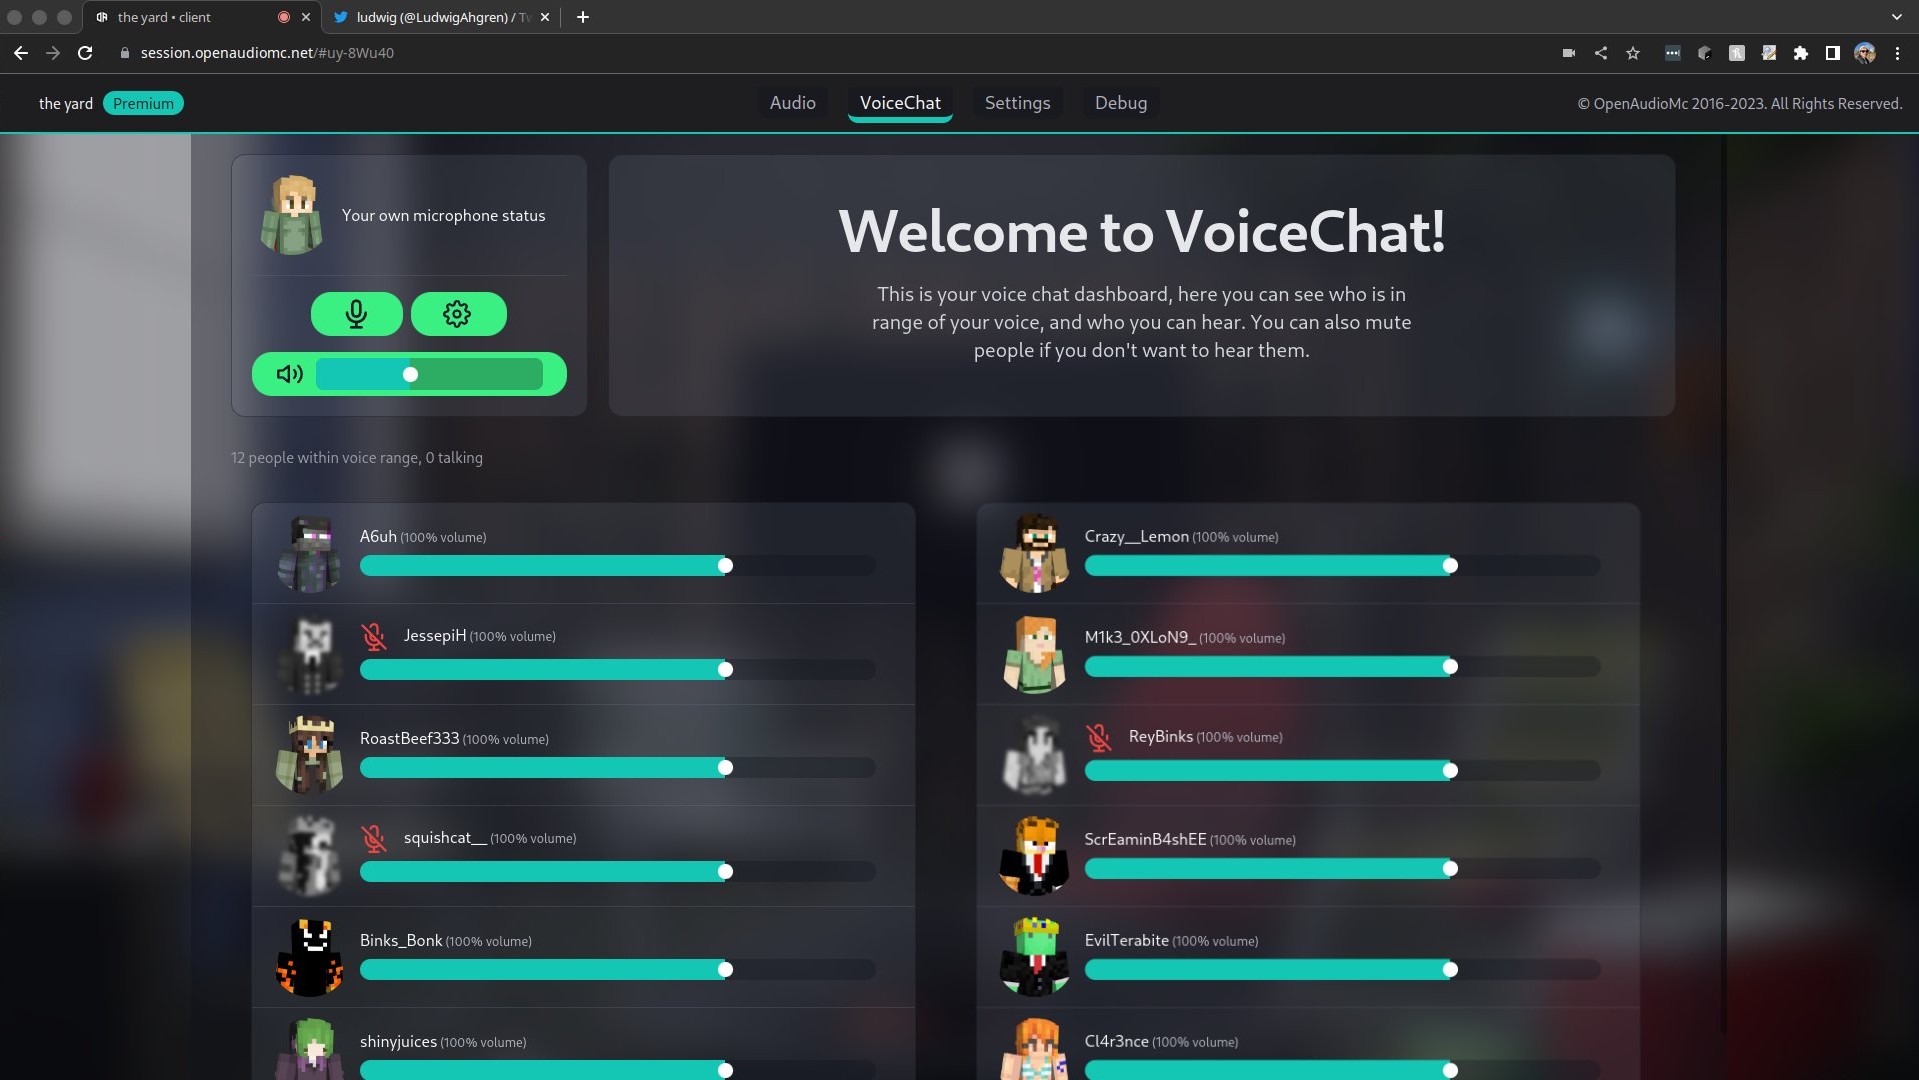 the yard • client
ludwig (@LudwigAhgren) / Tw
session.openaudiomc.net/#uy-8Wu40
the yard Premium
Audio VoiceChat Settings Debug
© OpenAudioMc 2016-2023. All Rights Reserved.
Your own microphone status
Welcome to VoiceChat!
This is your voice chat dashboard, here you can see who is in
range of your voice, and who you can hear. You can also mute
people if you don't want to hear them.
12 people within voice range, 0 talking
A6uh (100% volume)
Crazy__Lemon (100% volume)
JessepiH (100% volume)
M1k3_0XLoN9_ (100% volume)
RoastBeef333 (100% volume)
ReyBinks (100% volume)
squishcat__ (100% volume)
ScrEaminB4shEE (100% volume)
Binks_Bonk (100% volume)
EvilTerabite (100% volume)
shinyjuices (100% volume)
Cl4r3nce (100% volume)